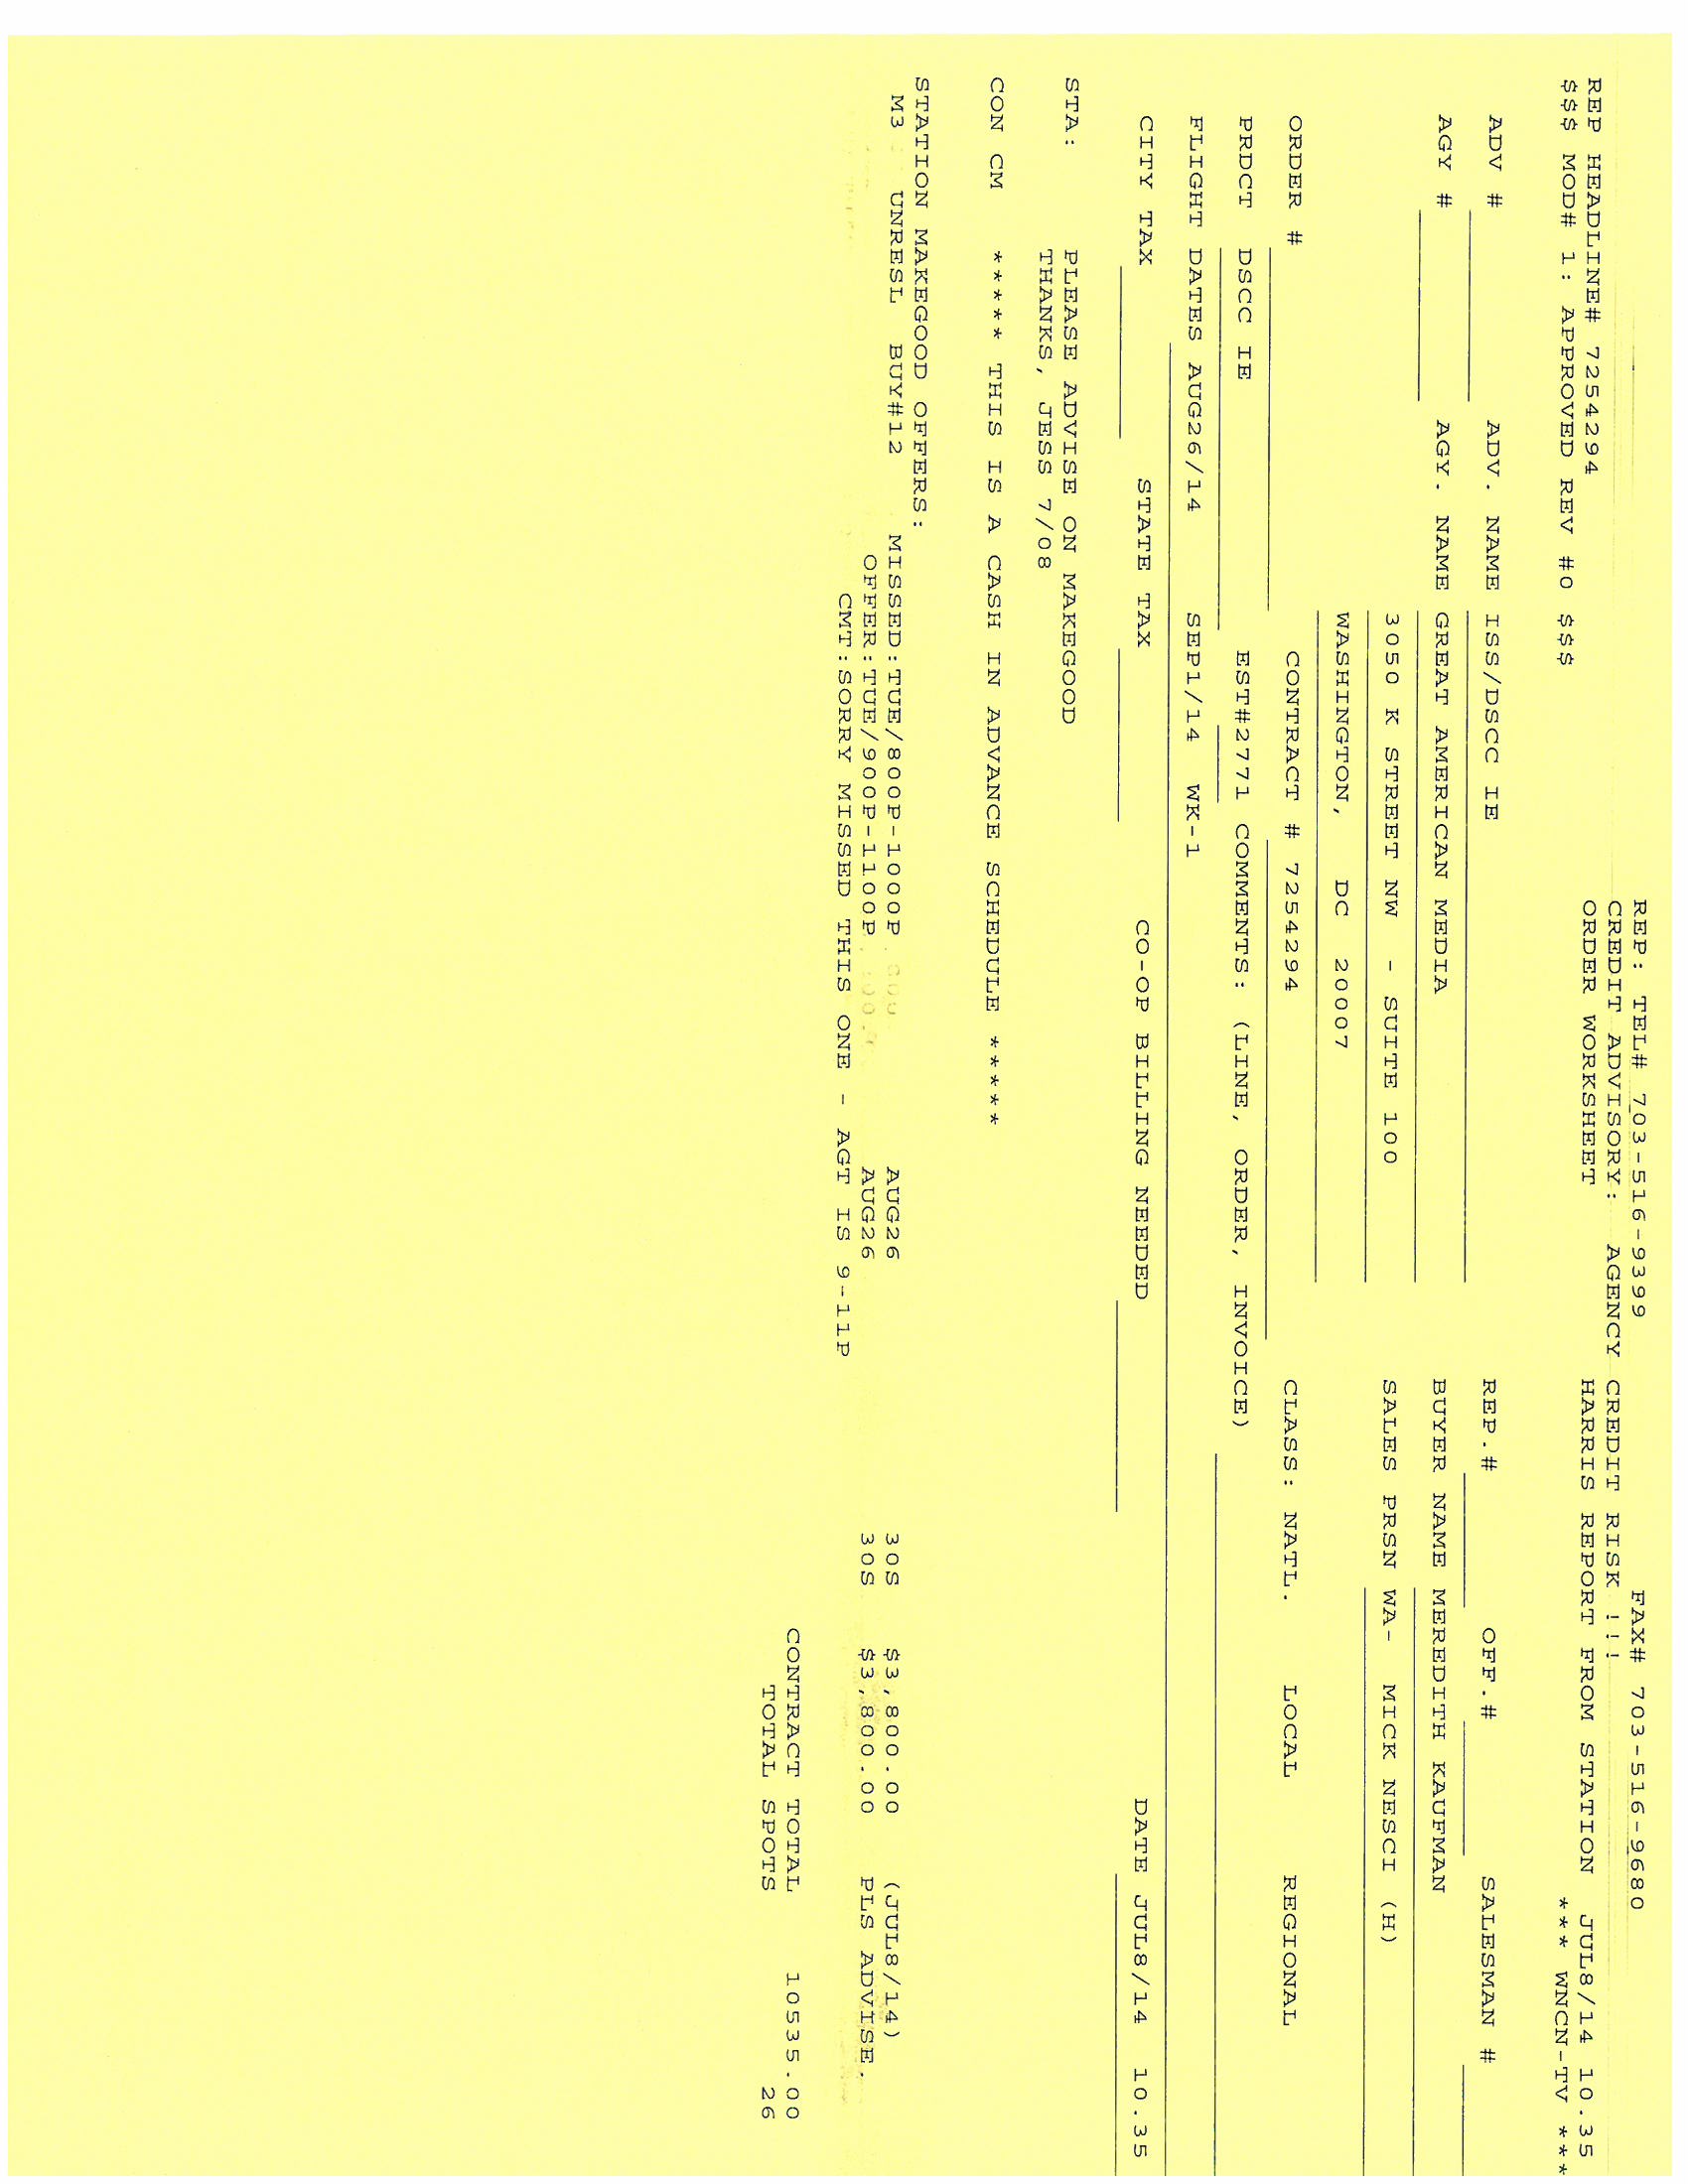 REP: TEL# 703-516-9399 FAX# 703-516-9680
CREDIT ADVISORY: AGENCY CREDIT RISK !!!
REP HEADLINE# 7254294 ORDER WORKSHEET HARRIS REPORT FROM STATION JUL8/14 10.35
$$$ MOD# 1: APPROVED REV #0 $$$ *** WNCN-TV ***
ADV # ADV. NAME ISS/DSCC IE REP.# OFF.# SALESMAN #
AGY # AGY. NAME GREAT AMERICAN MEDIA BUYER NAME MEREDITH KAUFMAN
3050 K STREET NW - SUITE 100 SALES PRSN WA- MICK NESCI (H)
WASHINGTON, DC 20007
ORDER # CONTRACT # 7254294 CLASS: NATL. LOCAL REGIONAL
PRDCT DSCC IE EST#2771 COMMENTS: (LINE, ORDER, INVOICE)
FLIGHT DATES AUG26/14 SEP1/14 WK-1
CITY TAX STATE TAX CO-OP BILLING NEEDED DATE JUL8/14 10.35
STA: PLEASE ADVISE ON MAKEGOOD
THANKS, JESS 7/08
CON CM ***** THIS IS A CASH IN ADVANCE SCHEDULE *****
STATION MAKEGOOD OFFERS:
M3 UNRESL BUY#12 MISSED:TUE/800P-1000P AUG26 30S $3,800.00 (JUL8/14)
OFFER:TUE/900P-1100P AUG26 30S $3,800.00 PLS ADVISE.
CMT:SORRY MISSED THIS ONE - AGT IS 9-11P
CONTRACT TOTAL 10535.00
TOTAL SPOTS 26